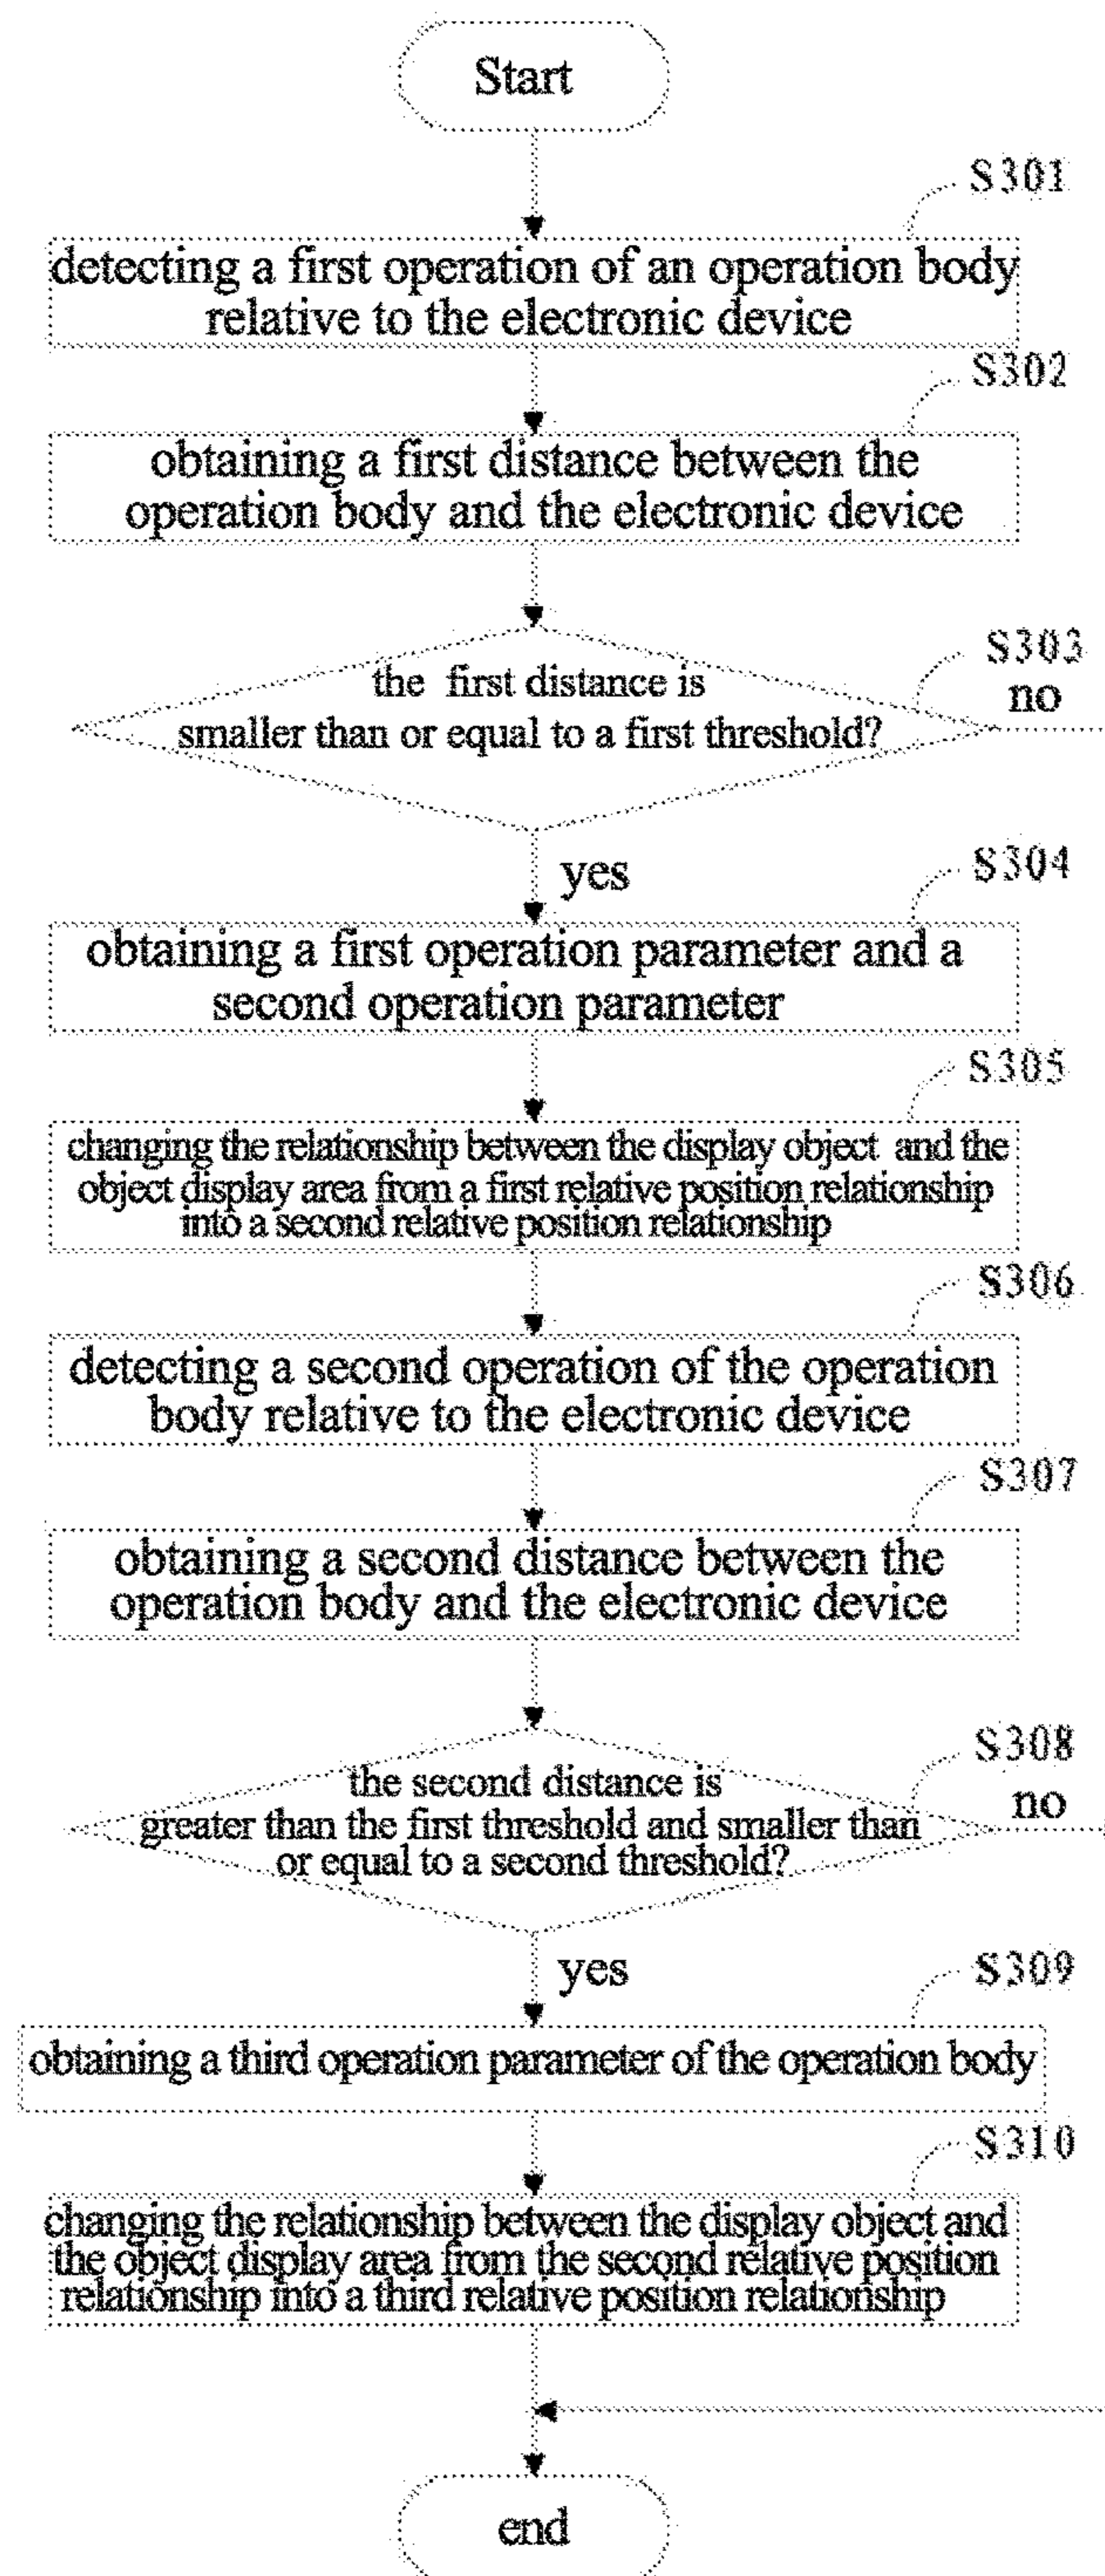 Start
S301
detecting a first operation of an operation body
relative to the electronic device
S302
obtaining a first distance between the
operation body and the electronic device
S303
no
the first distance is
smaller than or equal to a first threshold?
yes
S304
obtaining a first operation parameter and a
second operation parameter
S305
changing the relationship between the display object and the
object display area from a first relative position relationship
into a second relative position relationship
S306
detecting a second operation of the operation
body relative to the electronic device
S307
obtaining a second distance between the
operation body and the electronic device
S308
no
the second distance is
greater than the first threshold and smaller than
or equal to a second threshold?
yes
S309
obtaining a third operation parameter of the operation body
S310
changing the relationship between the display object and
the object display area from the second relative position
relationship into a third relative position relationship
end